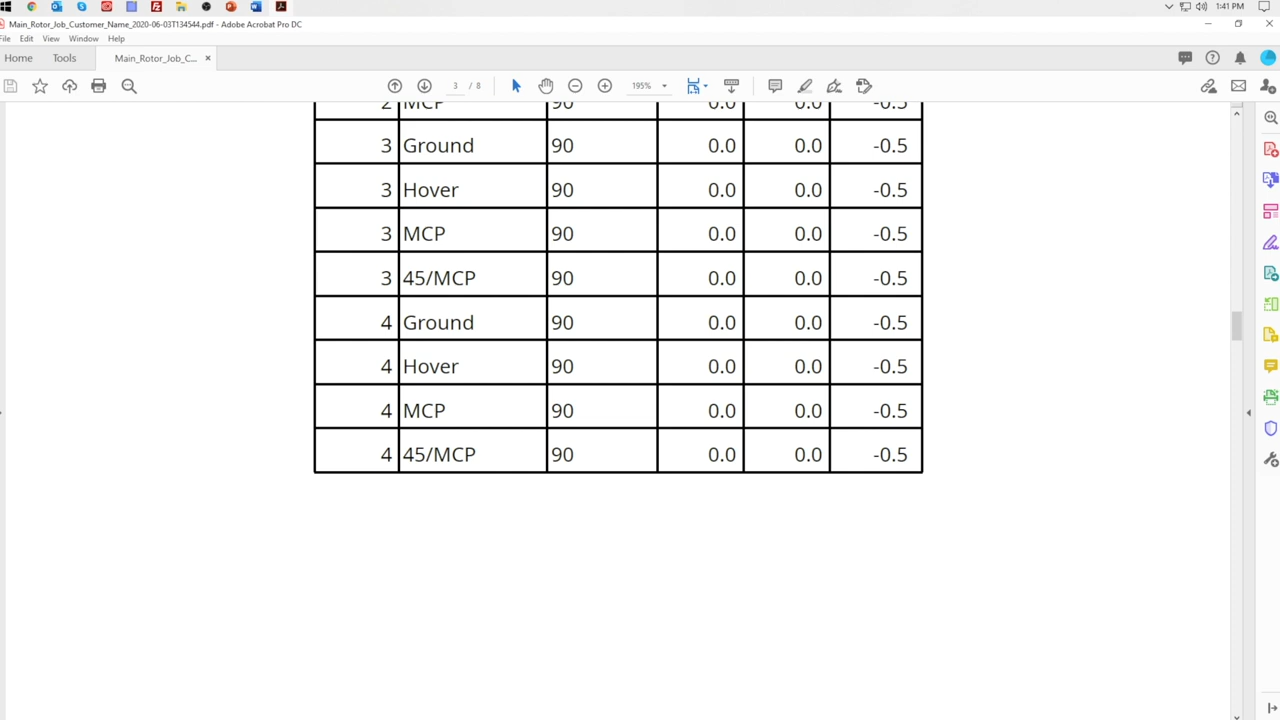 1:41 PM
Main_Rotor_Job_Customer_Name_2020-06-03T134544.pdf - Adobe Acrobat Pro DC
File Edit View Window Help
Home Tools Main_Rotor_Job_C... ×
3 / 8 195%
2 MCP 90 0.0 0.0 -0.5
3 Ground 90 0.0 0.0 -0.5
3 Hover 90 0.0 0.0 -0.5
3 MCP 90 0.0 0.0 -0.5
3 45/MCP 90 0.0 0.0 -0.5
4 Ground 90 0.0 0.0 -0.5
4 Hover 90 0.0 0.0 -0.5
4 MCP 90 0.0 0.0 -0.5
4 45/MCP 90 0.0 0.0 -0.5